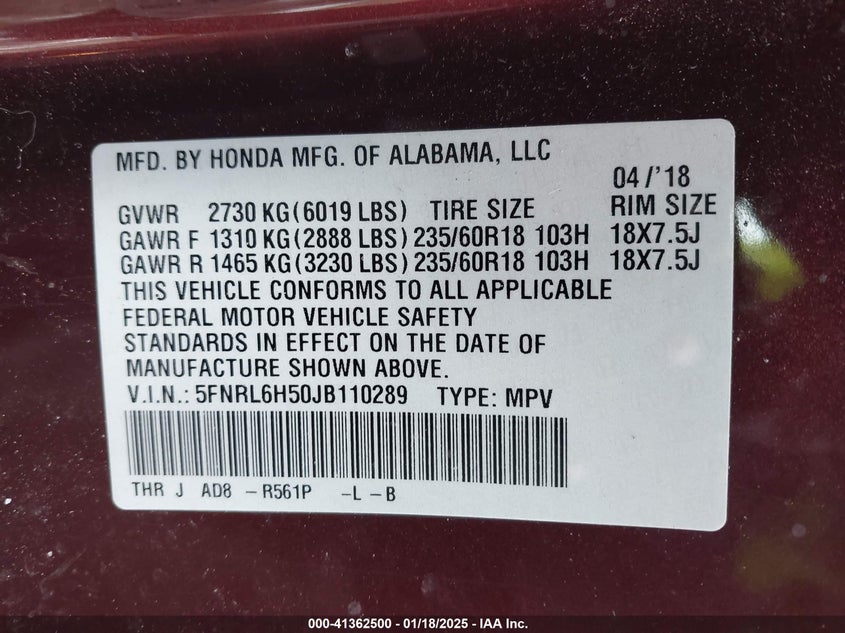 MFD. BY HONDA MFG. OF ALABAMA, LLC
04/'18
GVWR 2730 KG(6019 LBS) TIRE SIZE RIM SIZE
GAWR F 1310 KG(2888 LBS) 235/60R18 103H 18X7.5J
GAWR R 1465 KG(3230 LBS) 235/60R18 103H 18X7.5J
THIS VEHICLE CONFORMS TO ALL APPLICABLE
FEDERAL MOTOR VEHICLE SAFETY
STANDARDS IN EFFECT ON THE DATE OF
MANUFACTURE SHOWN ABOVE.
V.I.N.: 5FNRL6H50JB110289 TYPE: MPV
THR J AD8 -R561P -L-B
000-41362500 - 01/18/2025 - IAA Inc.